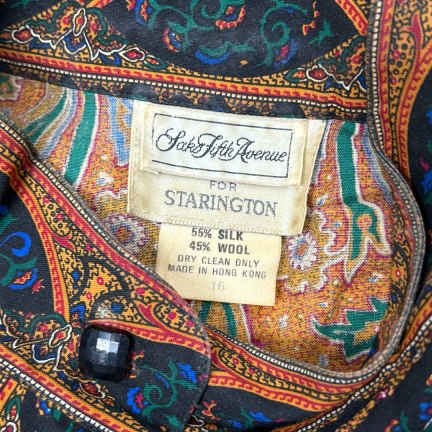 Saks Fifth Avenue
FOR
STARINGTON
55% SILK
45% WOOL
DRY CLEAN ONLY
MADE IN HONG KONG
16